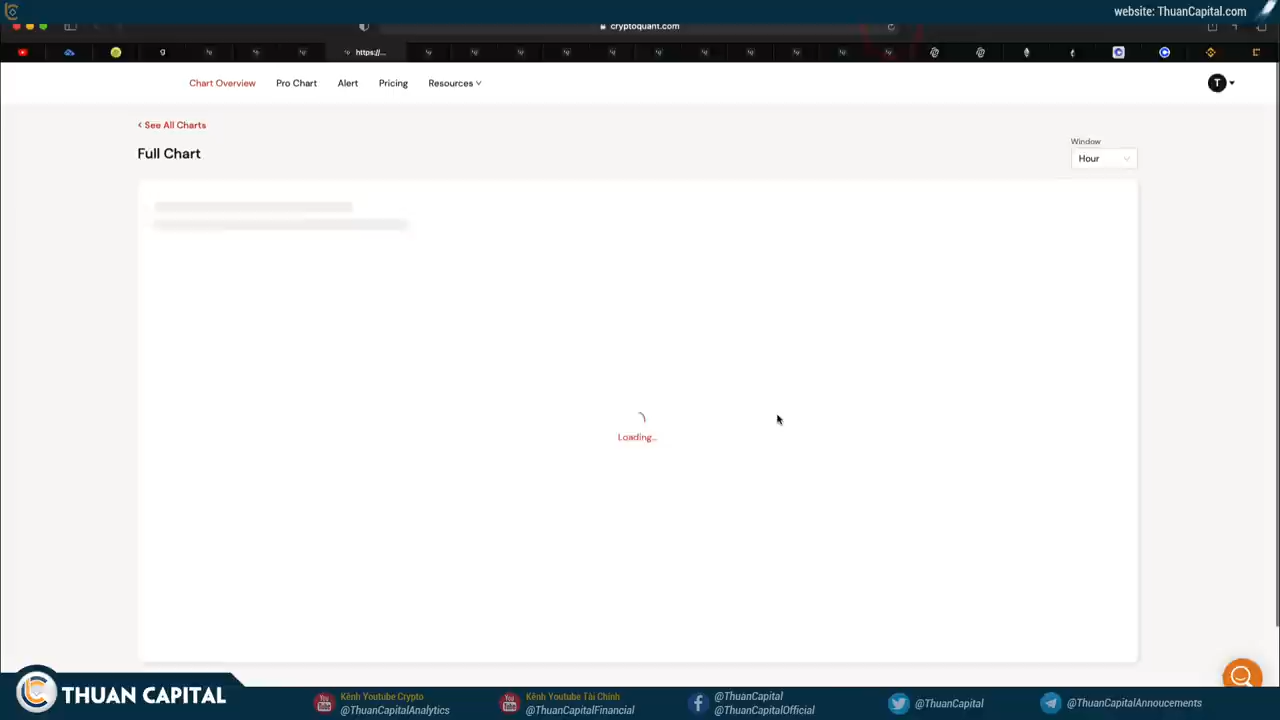 website: ThuanCapital.com
cryptoquant.com
https://...
Chart Overview
Pro Chart
Alert
Pricing
Resources
T
< See All Charts
Full Chart
Window
Hour
Loading...
THUAN CAPITAL
Kênh Youtube Crypto
@ThuanCapitalAnalytics
Kênh Youtube Tài Chính
@ThuanCapitalFinancial
@ThuanCapital
@ThuanCapitalOfficial
@ThuanCapital
@ThuanCapitalAnnoucements